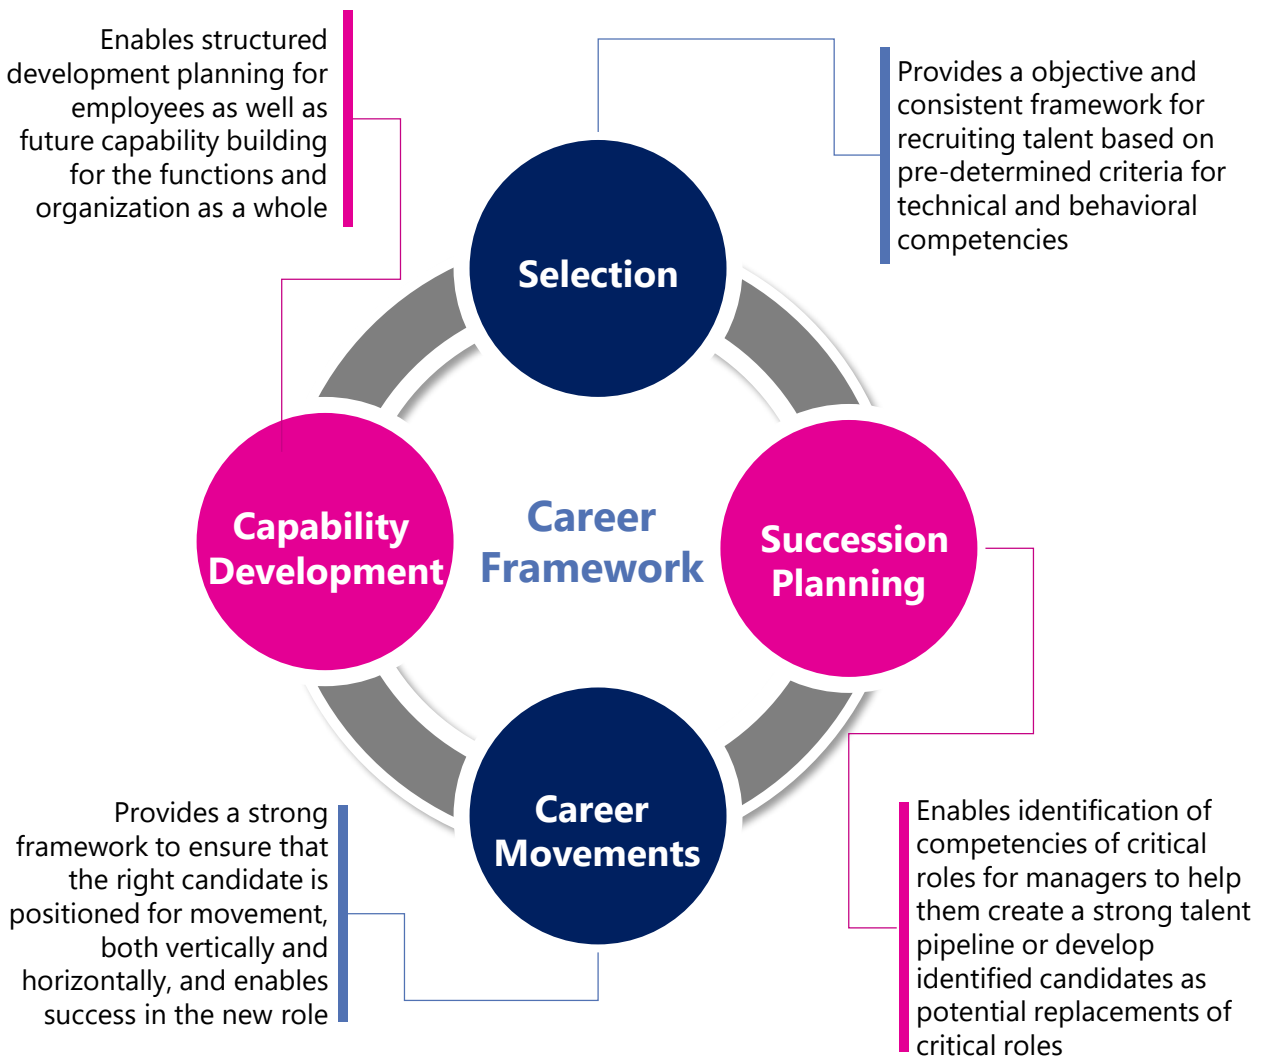 Enables structured
development planning for
employees as well as
future capability building
for the functions and
organization as a whole
Provides a objective and
consistent framework for
recruiting talent based on
pre-determined criteria for
technical and behavioral
competencies
Selection
Capability
Development
Career
Framework
Succession
Planning
Career
Movements
Provides a strong
framework to ensure that
the right candidate is
positioned for movement,
both vertically and
horizontally, and enables
success in the new role
Enables identification of
competencies of critical
roles for managers to help
them create a strong talent
pipeline or develop
identified candidates as
potential replacements of
critical roles